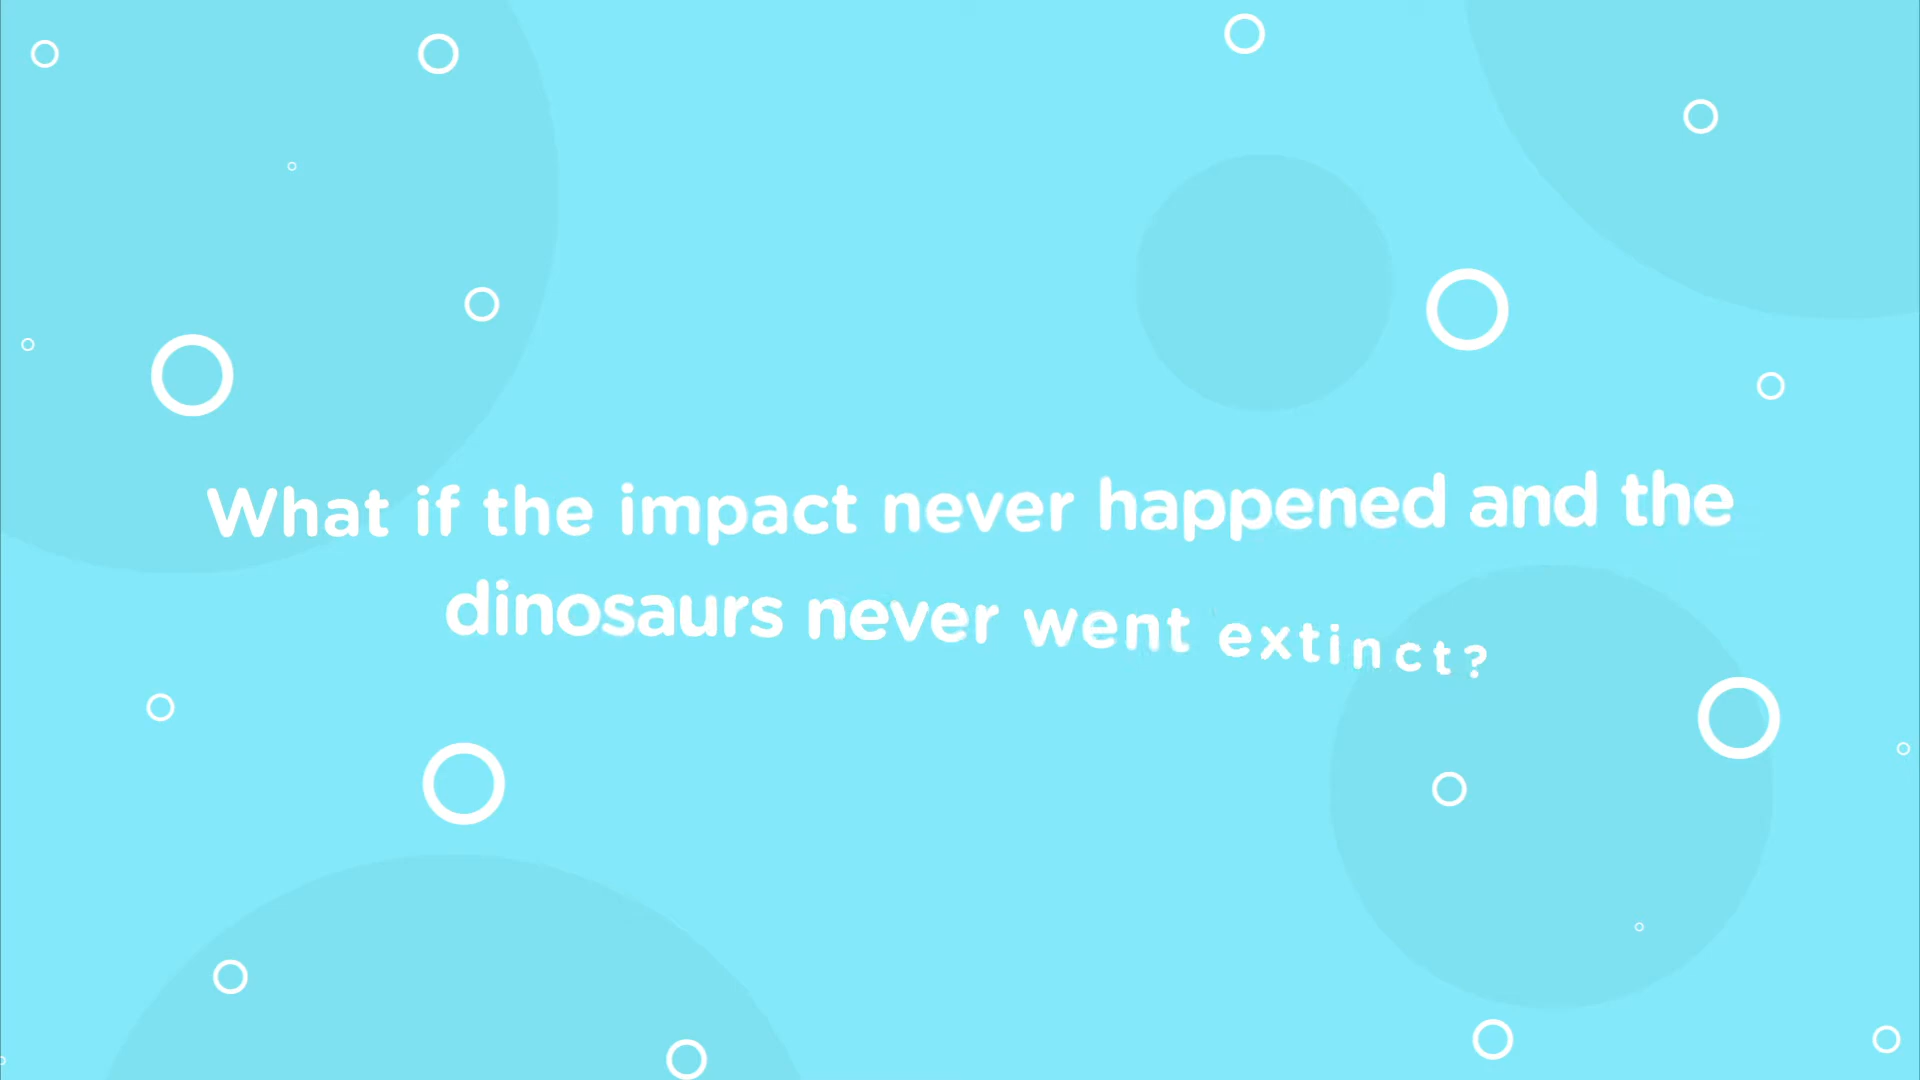 What if the impact never happened and the
dinosaurs never went extinct?